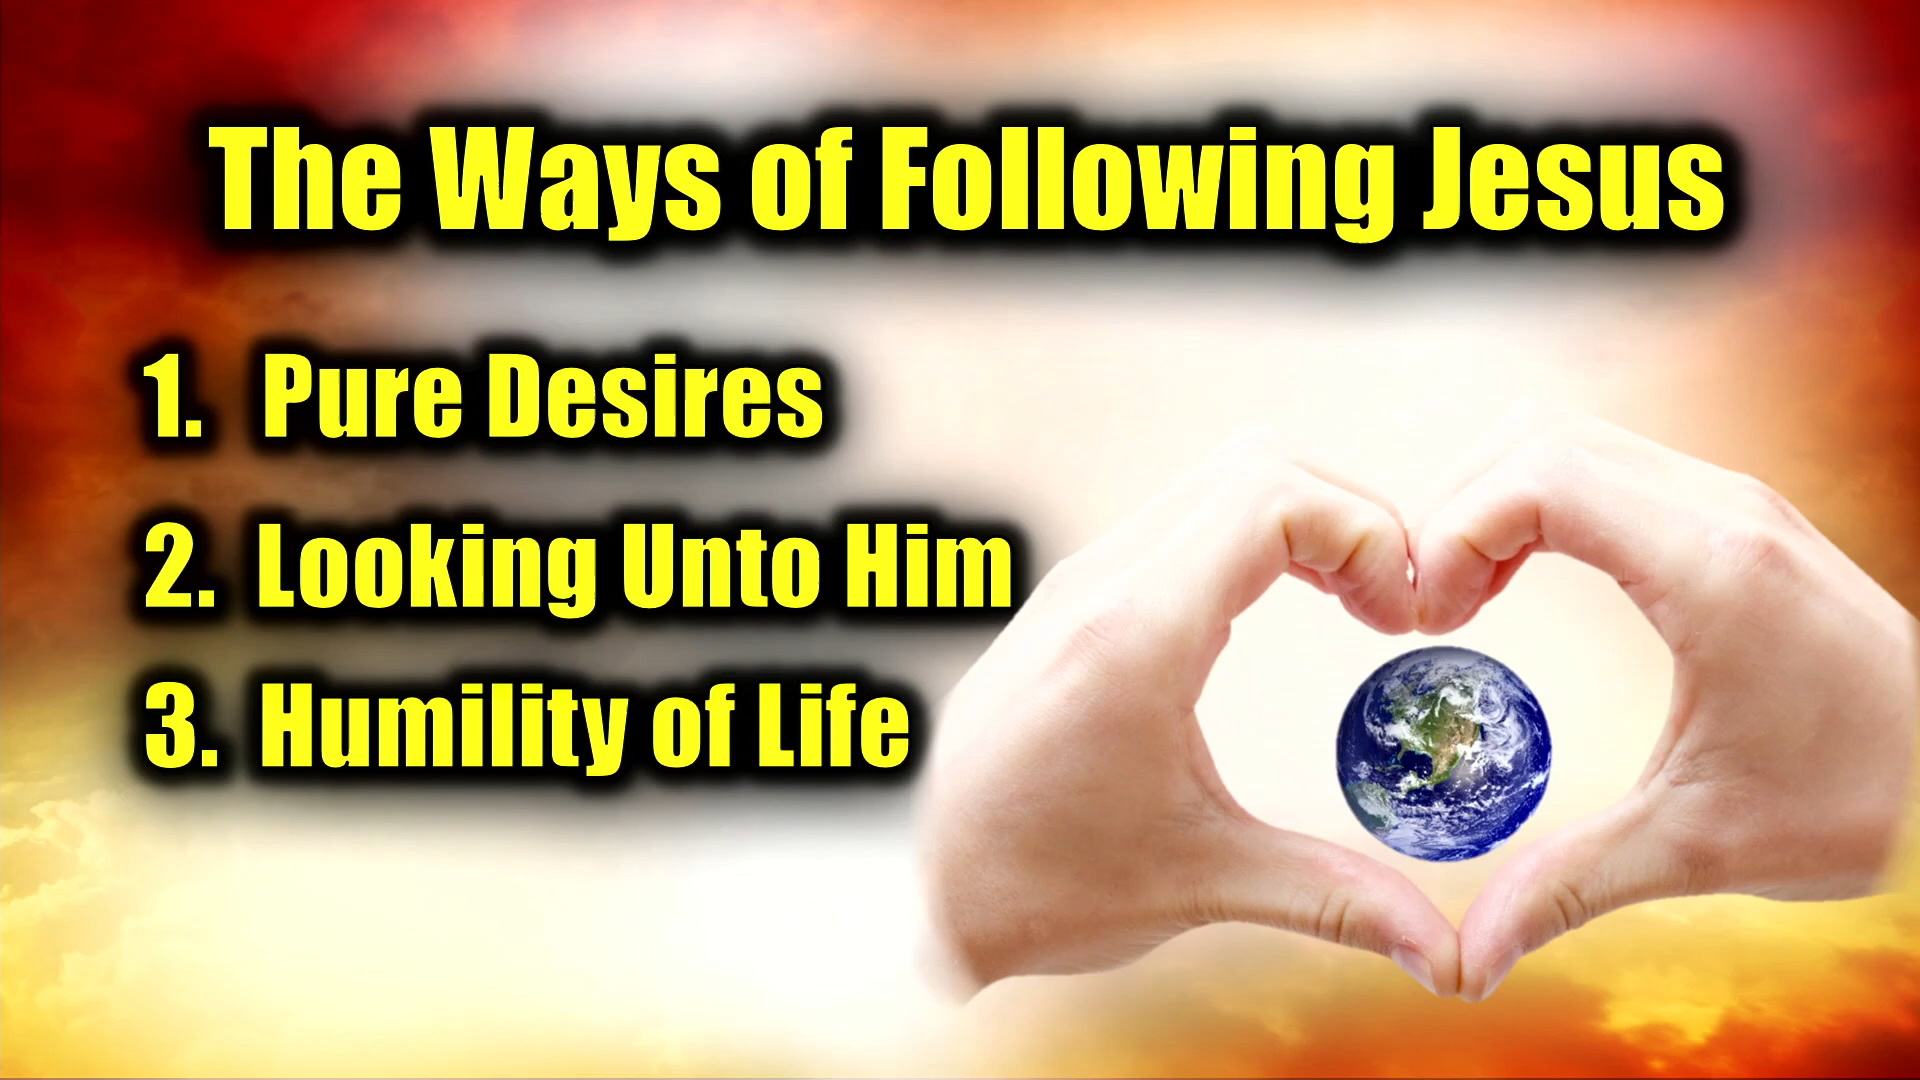 The Ways of Following Jesus
1. Pure Desires
2. Looking Unto Him
3. Humility of Life